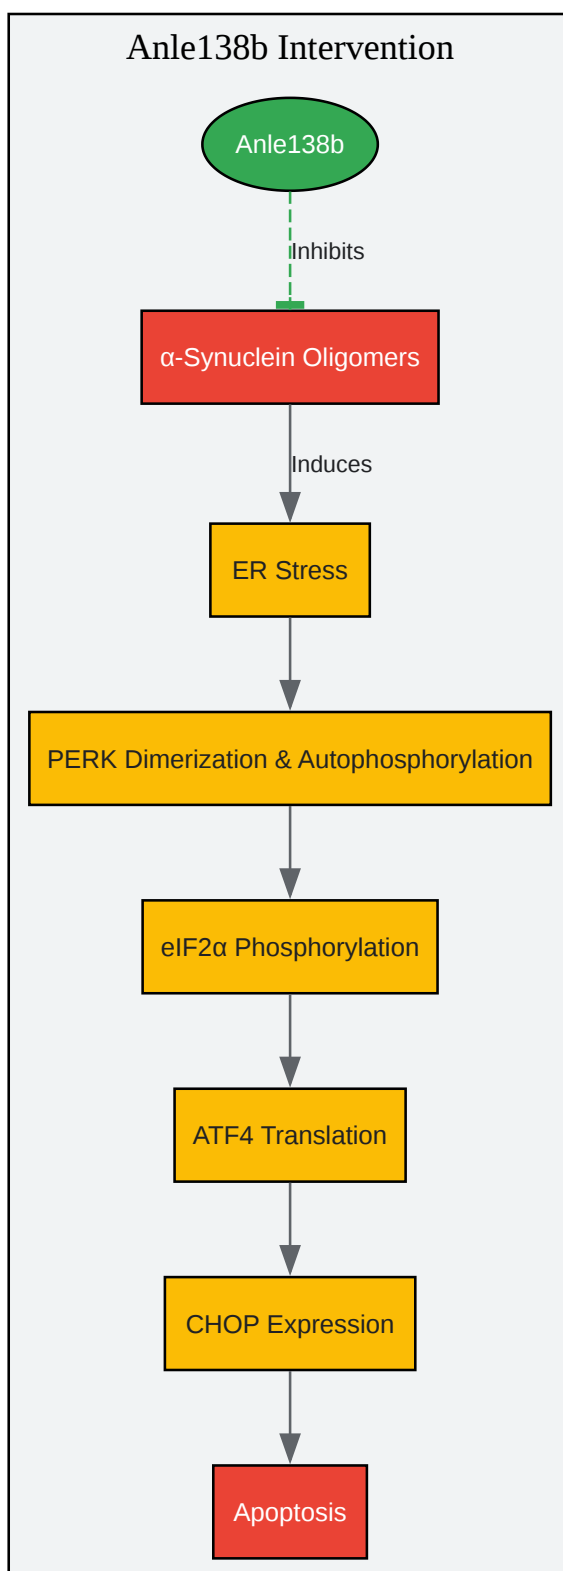 Anle138b Intervention
Anle138b
Inhibits
α-Synuclein Oligomers
Induces
ER Stress
PERK Dimerization & Autophosphorylation
eIF2α Phosphorylation
ATF4 Translation
CHOP Expression
Apoptosis